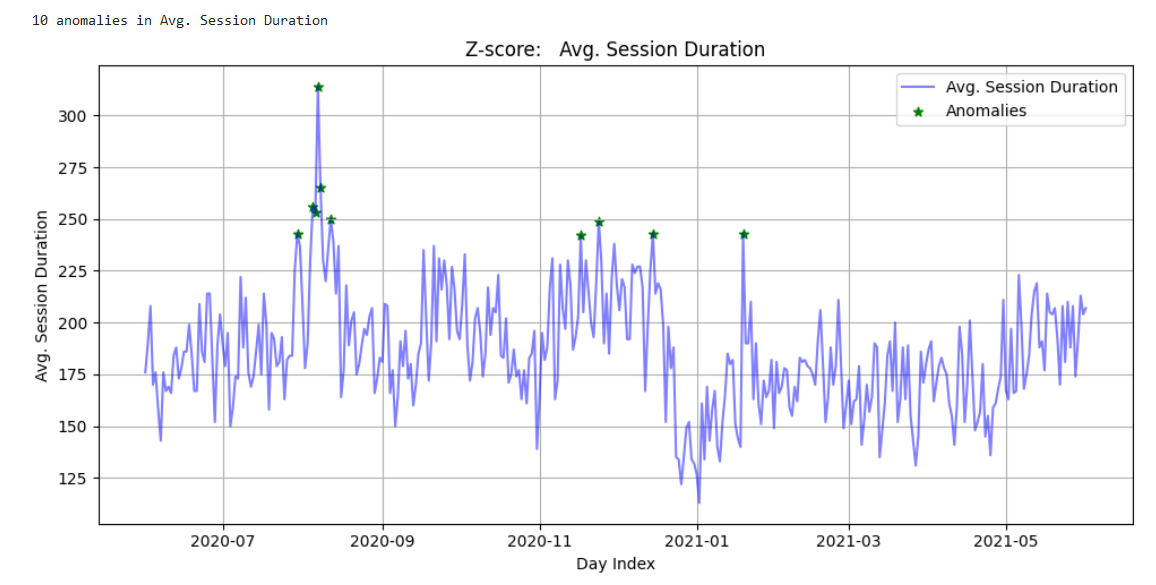 10 anomalies in Avg. Session Duration
Z-score:   Avg. Session Duration
Avg. Session Duration
Anomalies
300
275
250
225
200
175
150
125
Avg. Session Duration
2020-07 2020-09 2020-11 2021-01 2021-03 2021-05
Day Index